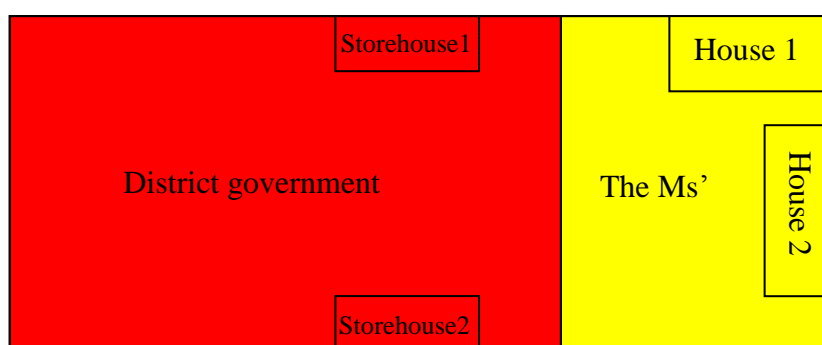 Storehouse1
House 1
District government
The Ms’
House 2
Storehouse2